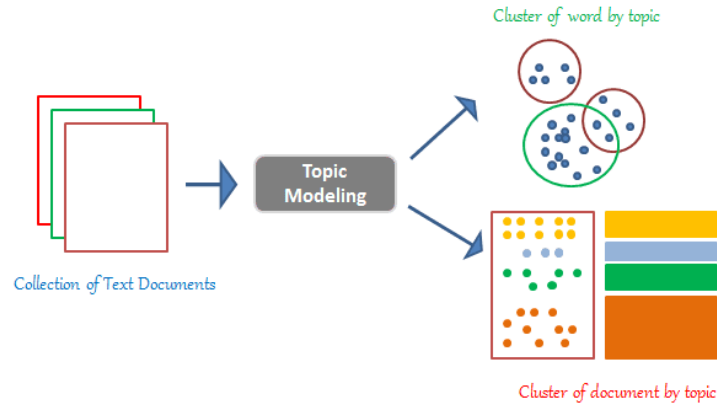 Cluster of word by topic
Topic
Modeling
Collection of Text Documents
Cluster of document by topic